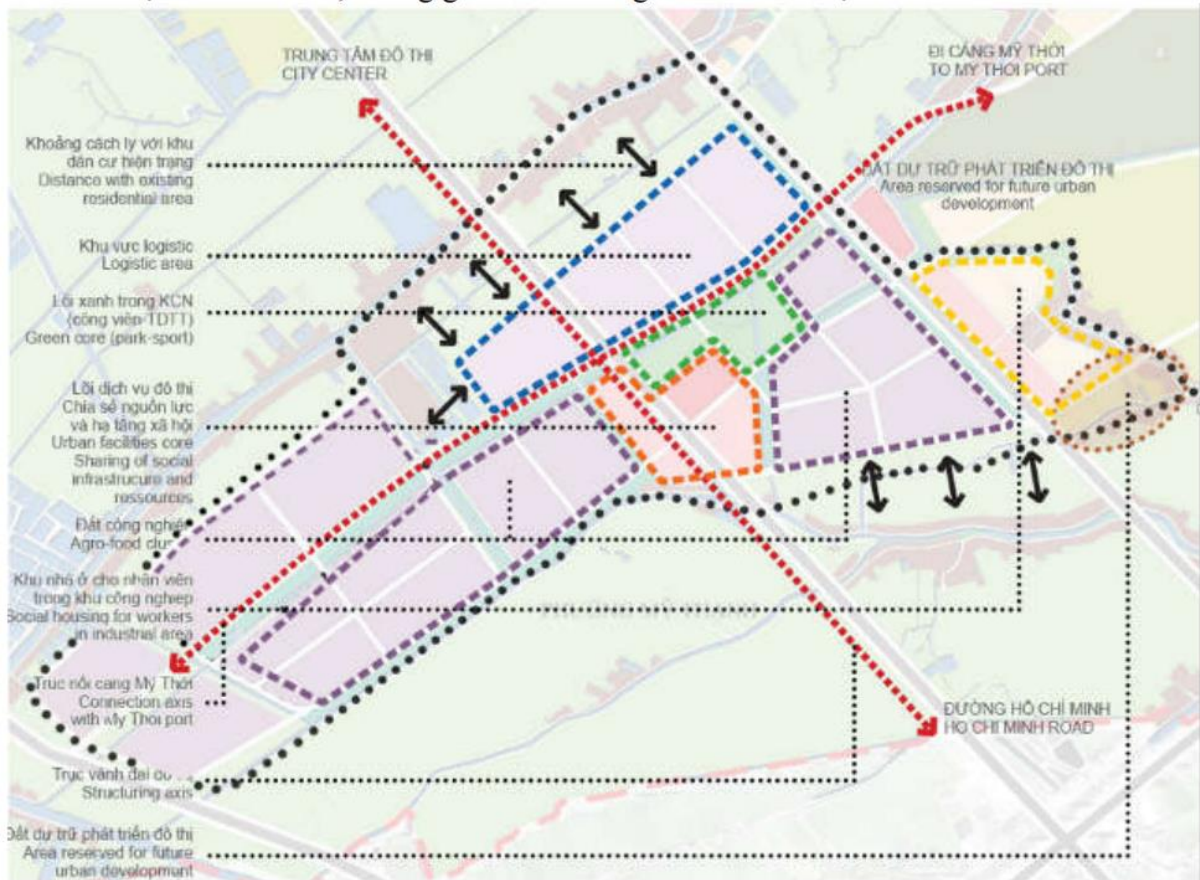 TRUNG TÂM ĐÔ THỊ
CITY CENTER
ĐI CẢNG MỸ THỚI
TO MY THOI PORT
Khoảng cách ly với khu
dân cư hiện trạng
Distance with existing
residential area
ĐẤT DỰ TRỮ PHÁT TRIỂN ĐÔ THỊ
Area reserved for future urban
development
Khu vực logistic
Logistic area
Lõi xanh trong KCN
(công viên-TDTT)
Green core (park-sport)
Lõi dịch vụ đô thị
Chia sẻ nguồn lực
và hạ tầng xã hội
Urban facilities core
Sharing of social
infrastrucure and
ressources
Đất công nghiệp
Agro-food
Khu nhà ở cho nhân viên
trong khu công nghiệp
Social housing for workers
in industrial area
Trục nối cảng Mỹ Thới
Connection axis
with My Thoi port
ĐƯỜNG HỒ CHÍ MINH
HO CHI MINH ROAD
Trục vành đai
Structuring axis
Đất dự trữ phát triển đô thị
Area reserved for future
urban development